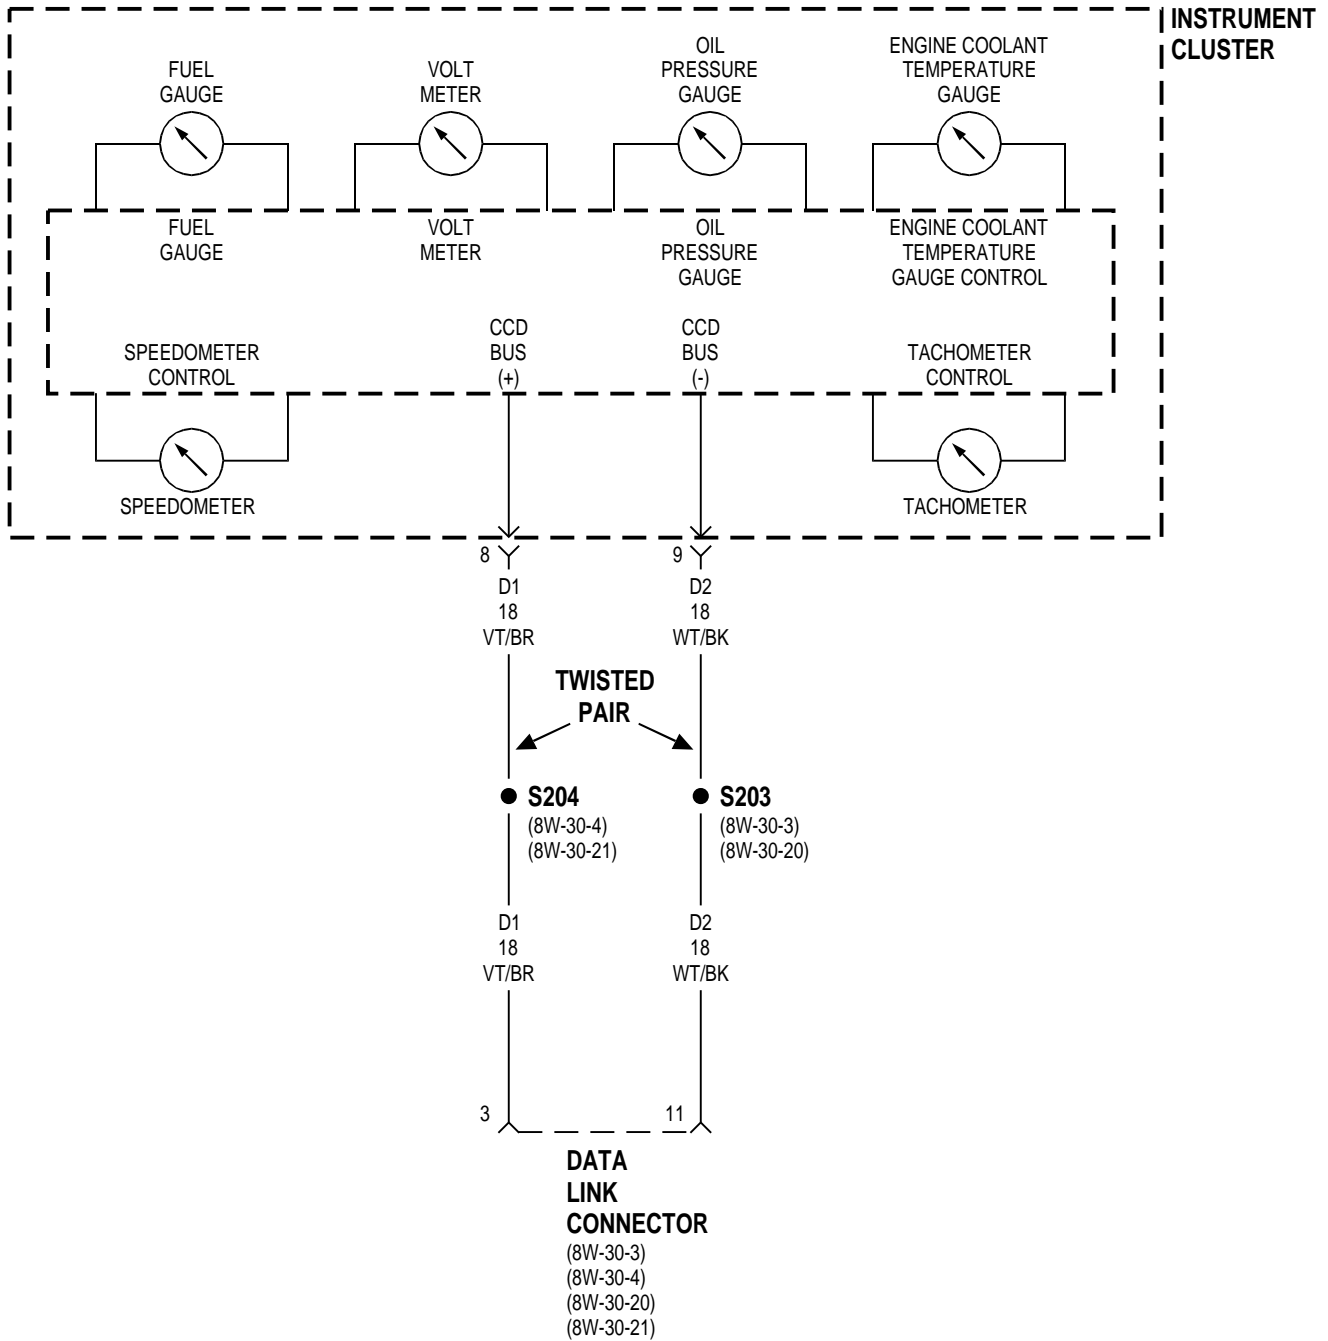 INSTRUMENT
CLUSTER
FUEL
GAUGE
VOLT
METER
OIL
PRESSURE
GAUGE
ENGINE COOLANT
TEMPERATURE
GAUGE
FUEL
GAUGE
VOLT
METER
OIL
PRESSURE
GAUGE
ENGINE COOLANT
TEMPERATURE
GAUGE CONTROL
SPEEDOMETER
CONTROL
CCD
BUS
(+)
CCD
BUS
(-)
TACHOMETER
CONTROL
SPEEDOMETER
TACHOMETER
8
D1
18
VT/BR
9
D2
18
WT/BK
TWISTED
PAIR
S204
(8W-30-4)
(8W-30-21)
S203
(8W-30-3)
(8W-30-20)
D1
18
VT/BR
D2
18
WT/BK
3
11
DATA
LINK
CONNECTOR
(8W-30-3)
(8W-30-4)
(8W-30-20)
(8W-30-21)